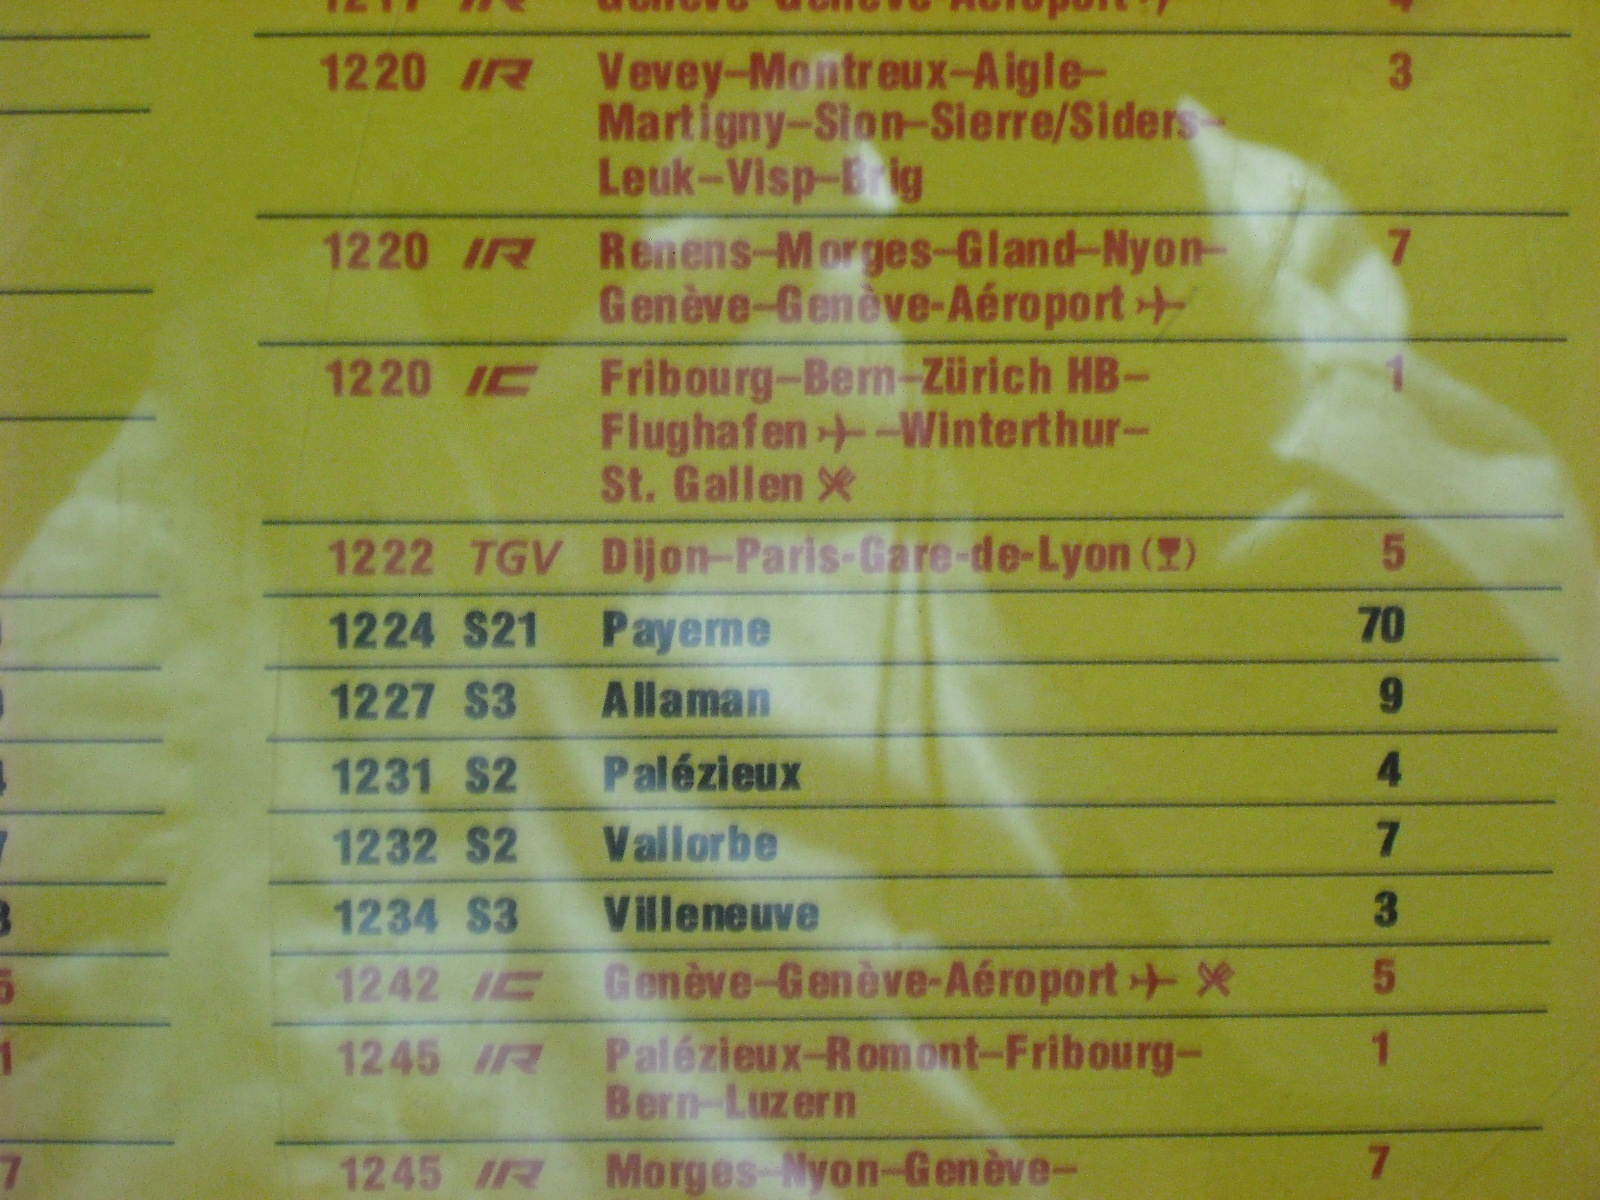 1220 IR Vevey–Montreux–Aigle– 3
Martigny–Sion–Sierre/Siders–
Leuk–Visp–Brig
1220 IR Renens–Morges–Gland–Nyon– 7
Genève–Genève-Aéroport
1220 IC Fribourg–Bern–Zürich HB– 1
Flughafen –Winterthur–
St. Gallen
1222 TGV Dijon–Paris-Gare-de-Lyon ( ) 5
1224 S21 Payerne 70
1227 S3 Allaman 9
1231 S2 Palézieux 4
1232 S2 Vallorbe 7
1234 S3 Villeneuve 3
1242 IC Genève–Genève-Aéroport 5
1245 IR Palézieux–Romont–Fribourg– 1
Bern–Luzern
1245 IR Morges–Nyon–Genève– 7